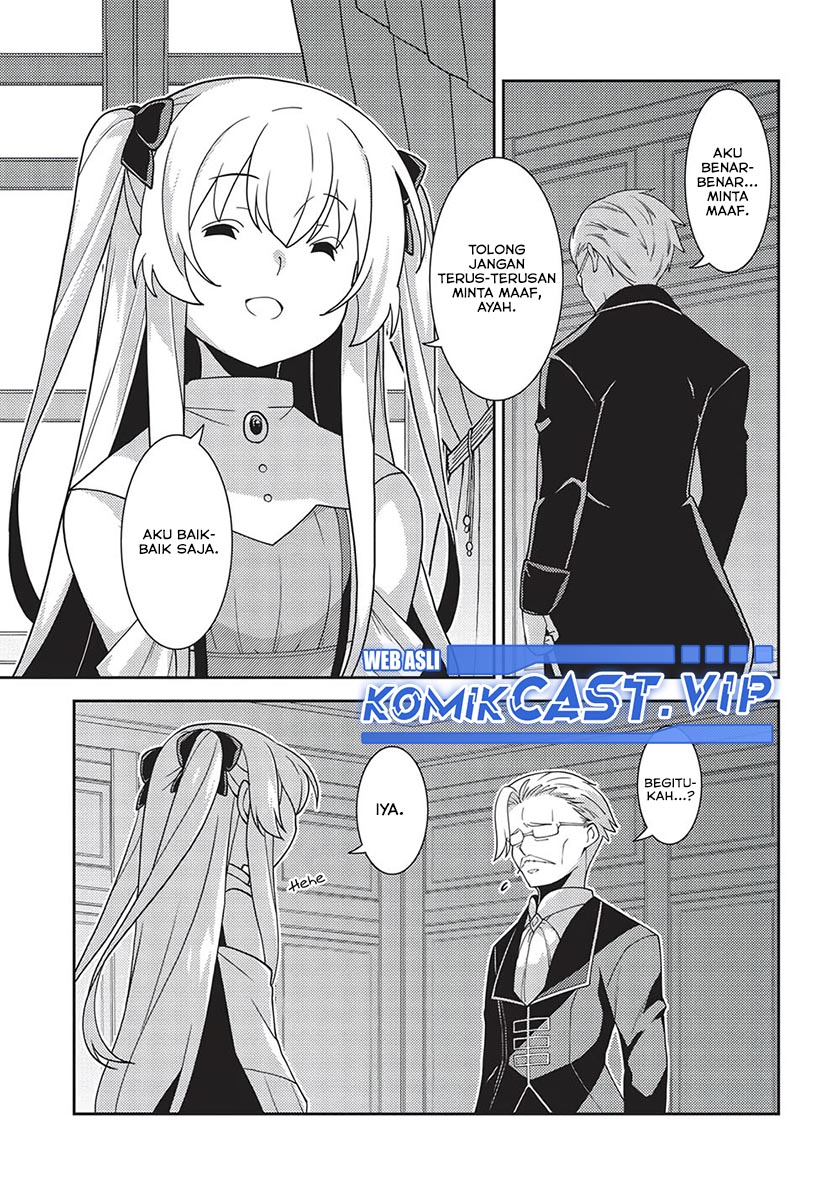 AKU
BENAR-
BENAR...
MINTA
MAAF.
TOLONG
JANGAN
TERUS-TERUSAN
MINTA MAAF,
AYAH.
AKU BAIK-
BAIK SAJA.
WEB ASLI
KOMIKCAST.VIP
BEGITU-
KAH...?
IYA.
Hehe